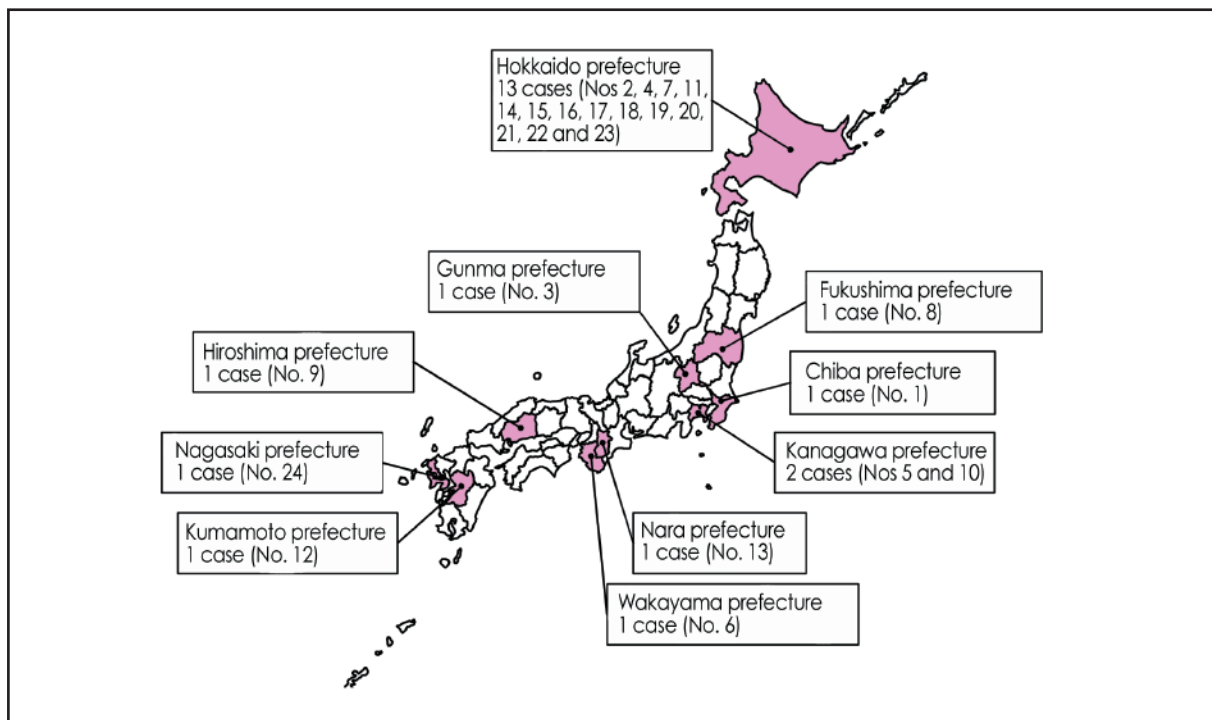 Hokkaido prefecture
13 cases (Nos 2, 4, 7, 11,
14, 15, 16, 17, 18, 19, 20,
21, 22 and 23)
Gunma prefecture
1 case (No. 3)
Fukushima prefecture
1 case (No. 8)
Hiroshima prefecture
1 case (No. 9)
Chiba prefecture
1 case (No. 1)
Nagasaki prefecture
1 case (No. 24)
Kanagawa prefecture
2 cases (Nos 5 and 10)
Kumamoto prefecture
1 case (No. 12)
Nara prefecture
1 case (No. 13)
Wakayama prefecture
1 case (No. 6)